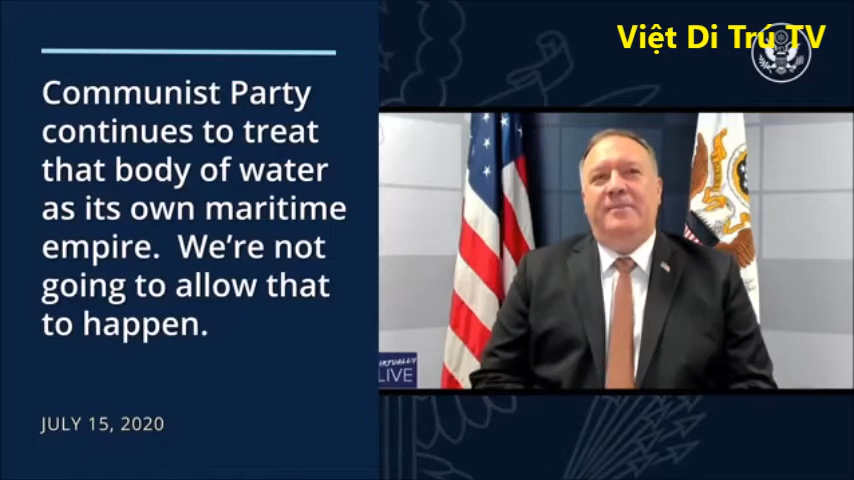 Việt Di Trú TV
Communist Party
continues to treat
that body of water
as its own maritime
empire. We're not
going to allow that
to happen.
JULY 15, 2020
VIRTUALLY
LIVE